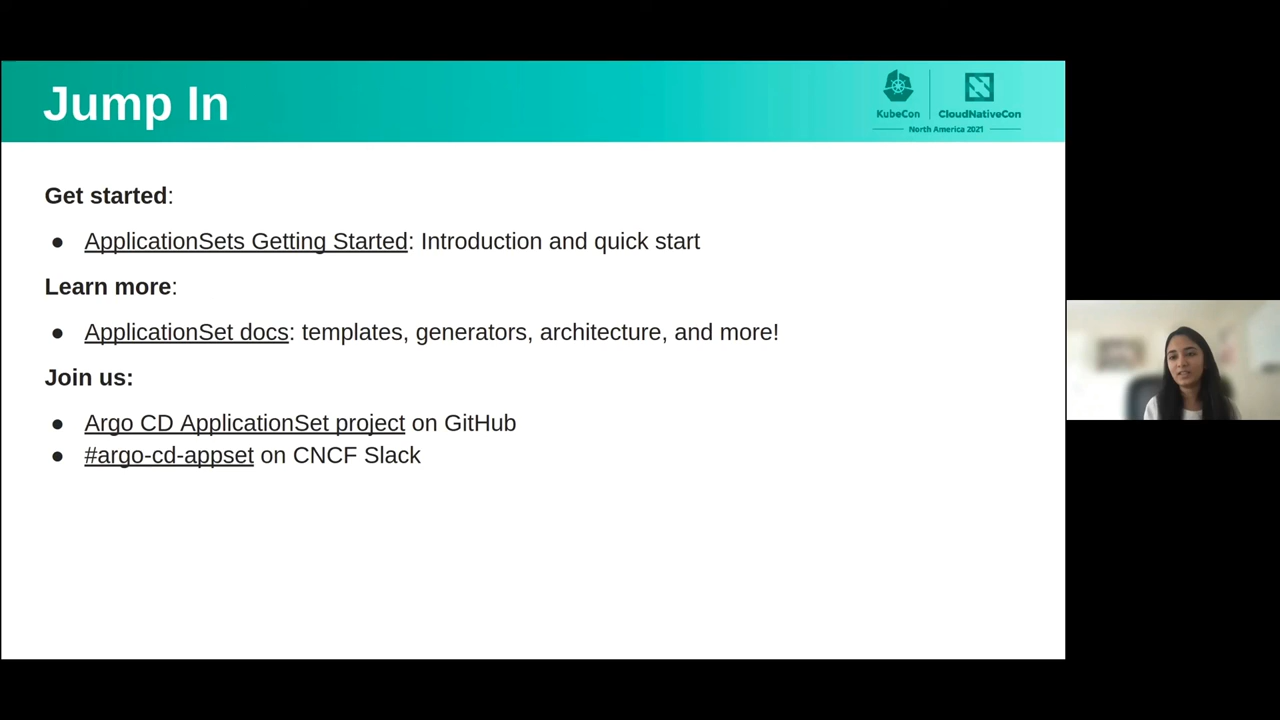 Jump In
KubeCon
CloudNativeCon
North America 2021
Get started:
● ApplicationSets Getting Started: Introduction and quick start
Learn more:
● ApplicationSet docs: templates, generators, architecture, and more!
Join us:
● Argo CD ApplicationSet project on GitHub
● #argo-cd-appset on CNCF Slack